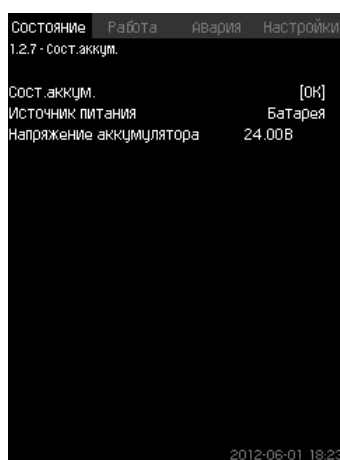 Состояние Работа Авария Настройки
1.2.7 - Сост.аккум.
Сост.аккум. [OK]
Источник питания Батарея
Напряжение аккумулятора 24.00В
2012-06-01 18:23